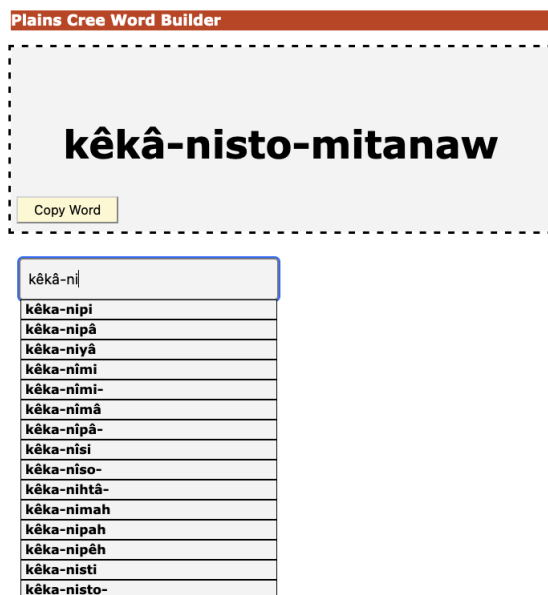 Plains Cree Word Builder
kêkâ-nisto-mitanaw
Copy Word
kêkâ-ni
kêka-nipi
kêka-nipâ
kêka-niyâ
kêka-nîmi
kêka-nîmi-
kêka-nîmâ
kêka-nîpâ-
kêka-nîsi
kêka-nîso-
kêka-nihtâ-
kêka-nimah
kêka-nipah
kêka-nipêh
kêka-nisti
kêka-nisto-